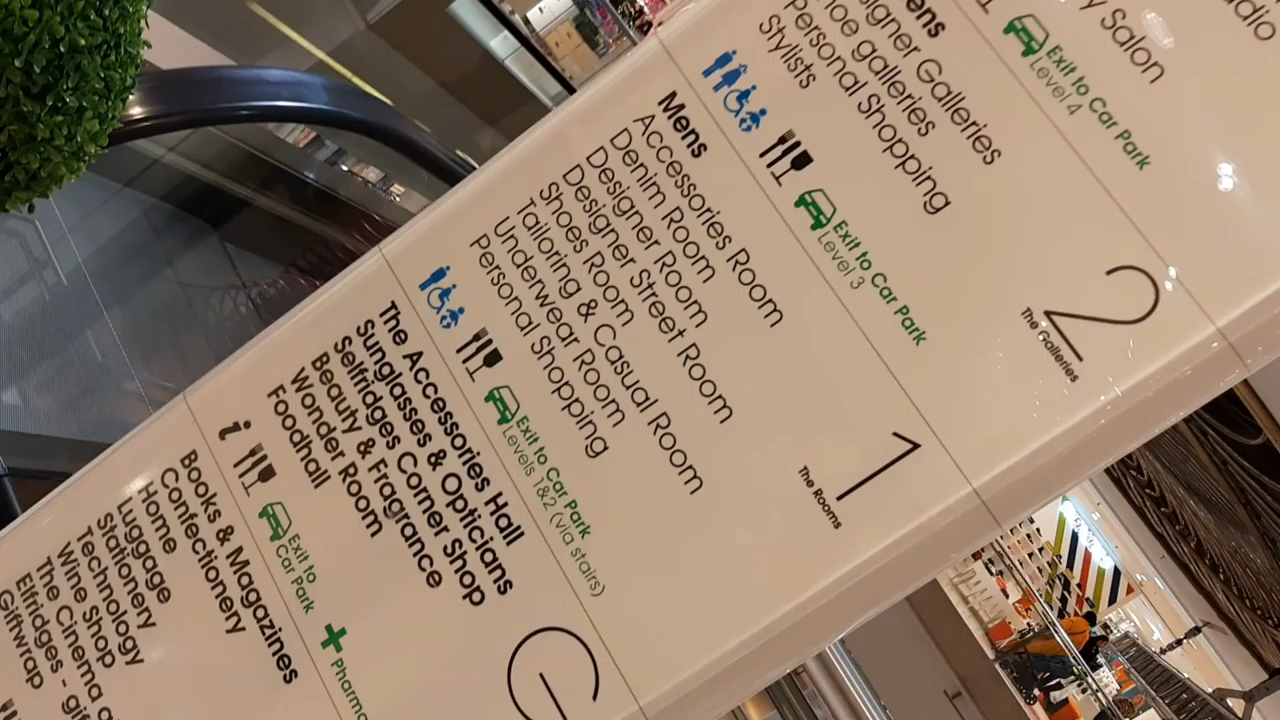 Salon
Exit to Car Park
Level 4
2
The Galleries
Galleries
galleries
Personal Shopping
Stylists
Exit to Car Park
Level 3
1
The Rooms
Mens
Accessories Room
Denim Room
Designer Room
Designer Street Room
Shoes Room
Tailoring & Casual Room
Underwear Room
Personal Shopping
Exit to Car Park
Levels 1&2 (via stairs)
G
The Accessories Hall
Sunglasses & Opticians
Selfridges Corner Shop
Beauty & Fragrance
Wonder Room
Foodhall
i
Exit to
Car Park
Books & Magazines
Confectionery
Home
Luggage
Stationery
Technology
Wine Shop
The Cinema
Elfridges -
Giftwrap